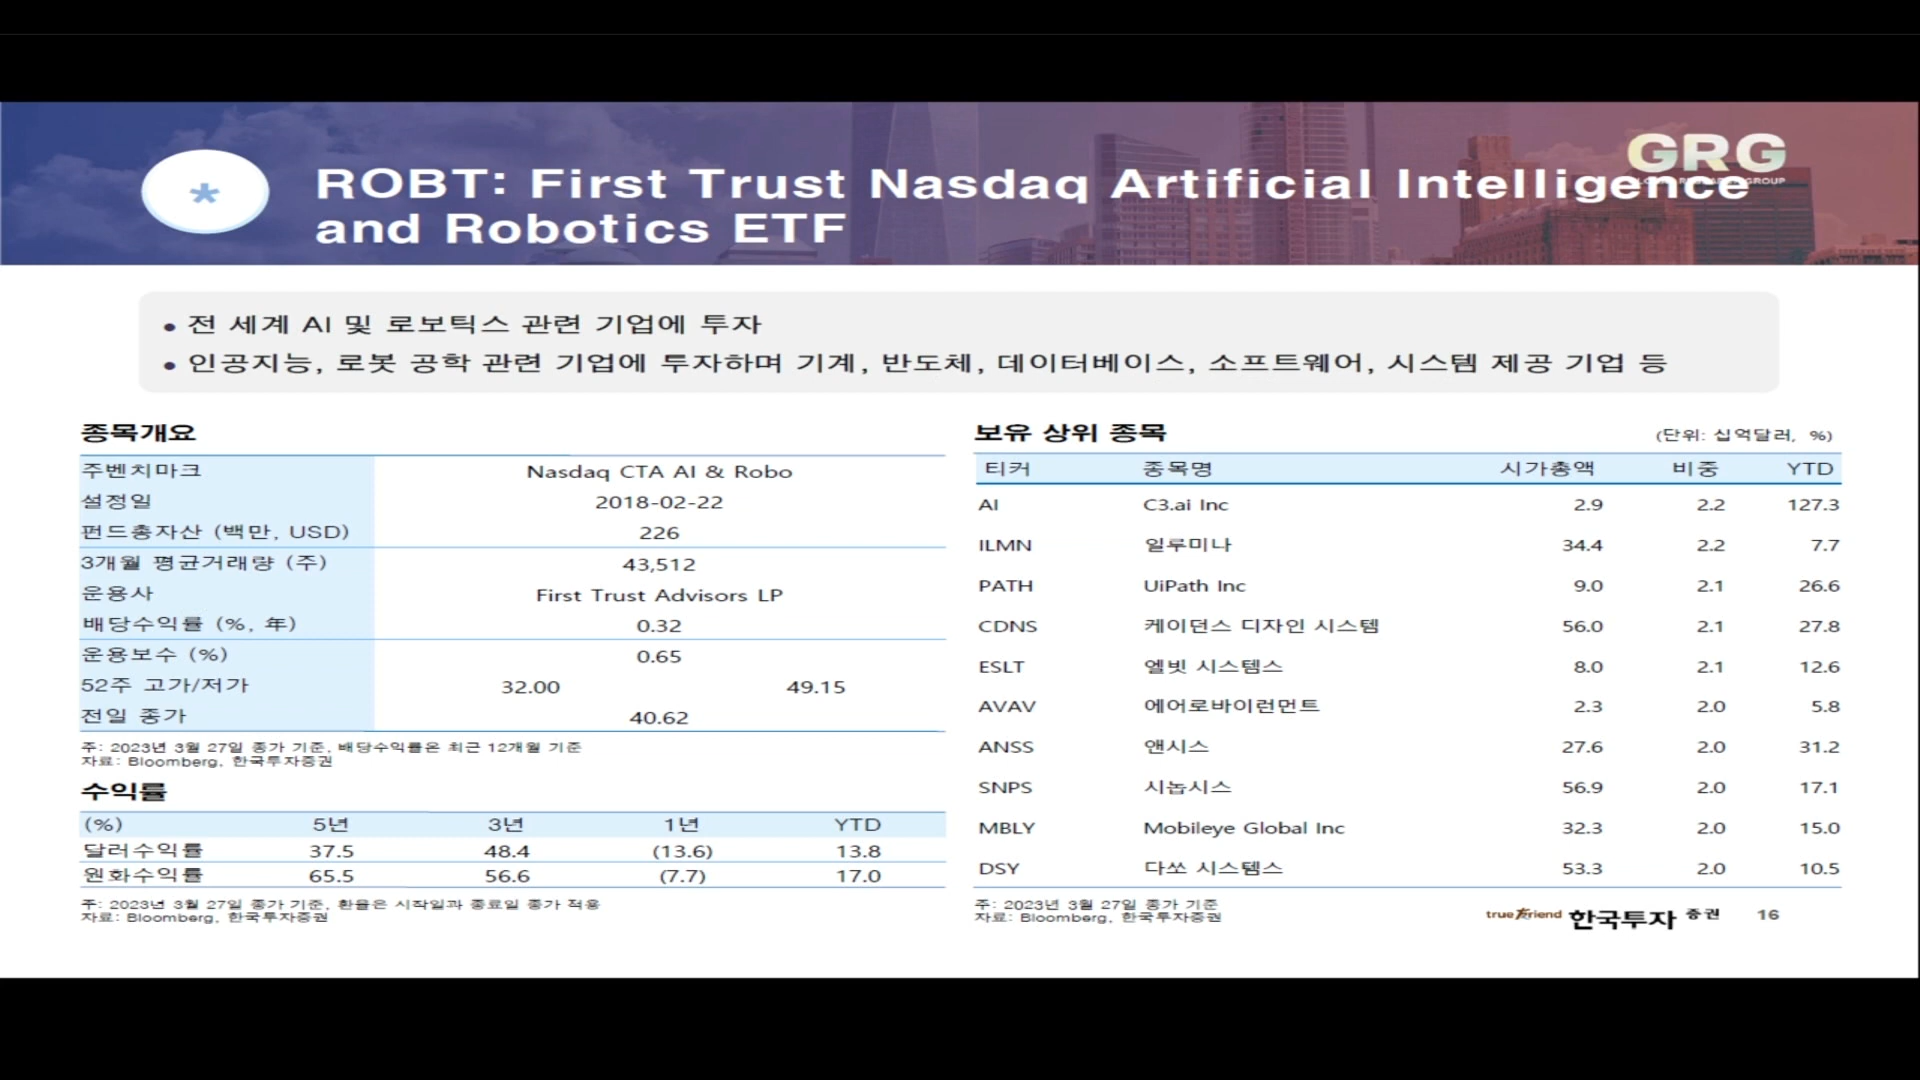 GRG
ROBT: First Trust Nasdaq Artificial Intelligence
and Robotics ETF
• 전 세계 AI 및 로보틱스 관련 기업에 투자
• 인공지능, 로봇 공학 관련 기업에 투자하며 기계, 반도체, 데이터베이스, 소프트웨어, 시스템 제공 기업 등
종목개요
주벤치마크 Nasdaq CTA AI & Robo
설정일 2018-02-22
펀드총자산 (백만, USD) 226
3개월 평균거래량 (주) 43,512
운용사 First Trust Advisors LP
배당수익률 (%, 年) 0.32
운용보수 (%) 0.65
52주 고가/저가 32.00 49.15
전일 종가 40.62
주: 2023년 3월 27일 종가 기준, 배당수익률은 최근 12개월 기준
자료: Bloomberg, 한국투자증권
수익률
(%) 5년 3년 1년 YTD
달러수익률 37.5 48.4 (13.6) 13.8
원화수익률 65.5 56.6 (7.7) 17.0
주: 2023년 3월 27일 종가 기준, 환율은 시작일과 종료일 종가 적용
자료: Bloomberg, 한국투자증권
보유 상위 종목 (단위: 십억달러, %)
티커 종목명 시가총액 비중 YTD
AI C3.ai Inc 2.9 2.2 127.3
ILMN 일루미나 34.4 2.2 7.7
PATH UiPath Inc 9.0 2.1 26.6
CDNS 케이던스 디자인 시스템 56.0 2.1 27.8
ESLT 엘빗 시스템스 8.0 2.1 12.6
AVAV 에어로바이런먼트 2.3 2.0 5.8
ANSS 앤시스 27.6 2.0 31.2
SNPS 시놉시스 56.9 2.0 17.1
MBLY Mobileye Global Inc 32.3 2.0 15.0
DSY 다쏘 시스템스 53.3 2.0 10.5
주: 2023년 3월 27일 종가 기준
자료: Bloomberg, 한국투자증권
true friend 한국투자 증권 16